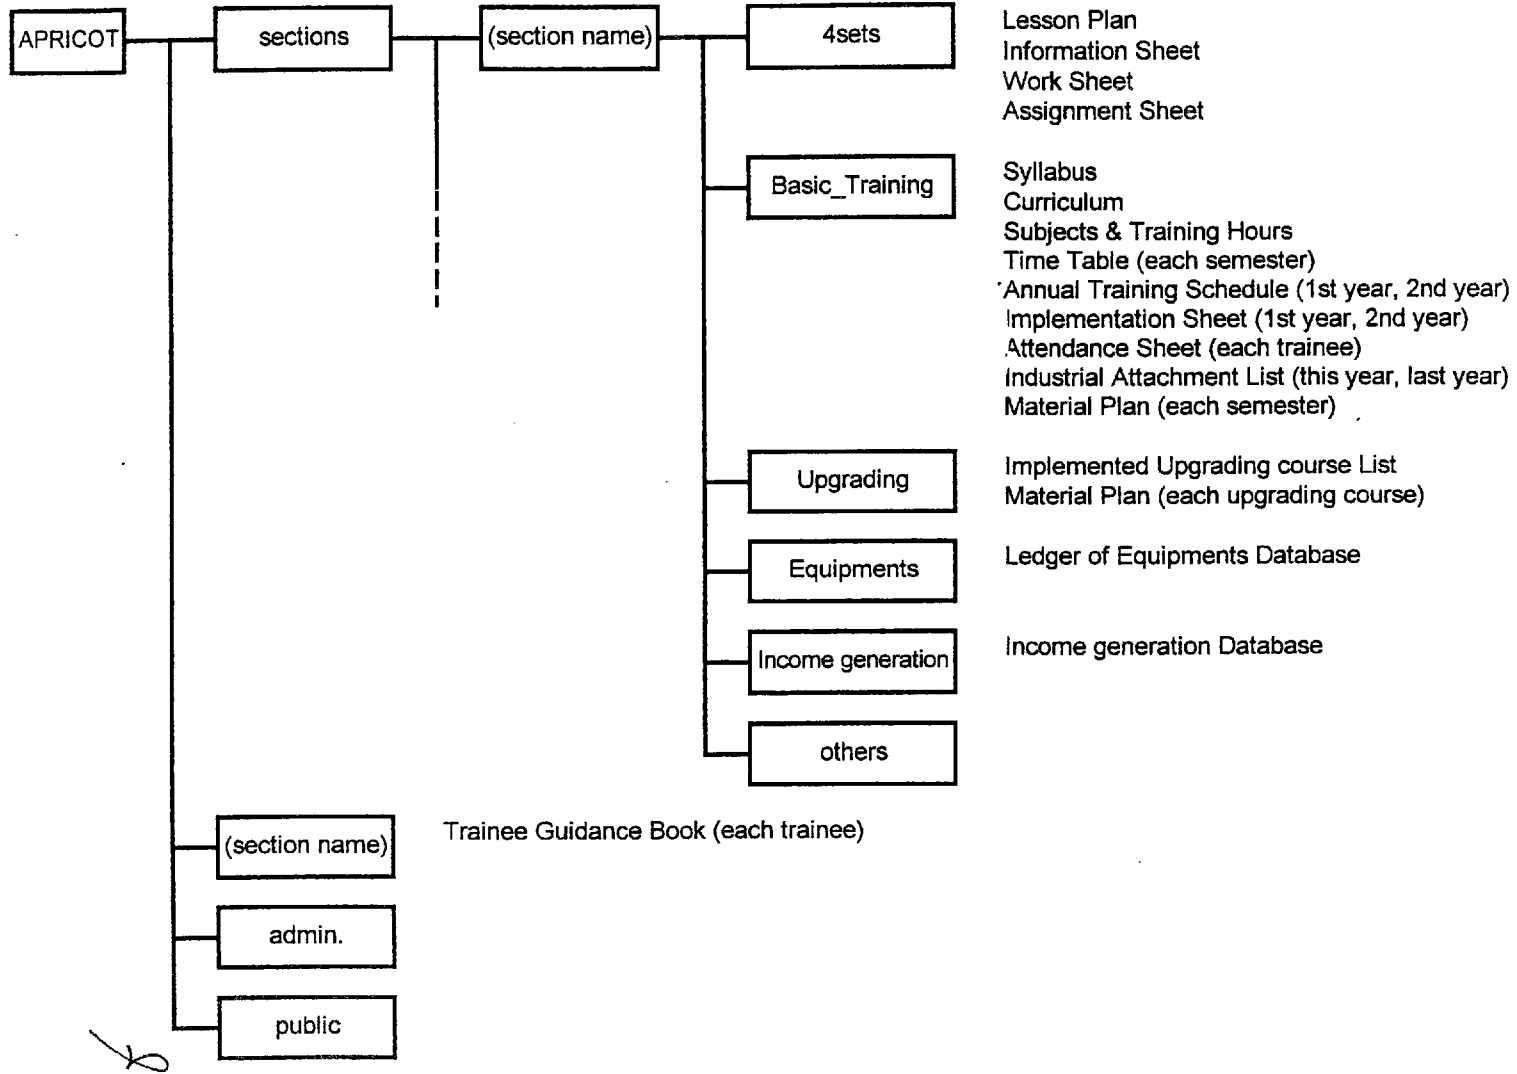 APRICOT
sections
(section name)
4sets
Lesson Plan
Information Sheet
Work Sheet
Assignment Sheet
Basic_Training
Syllabus
Curriculum
Subjects & Training Hours
Time Table (each semester)
Annual Training Schedule (1st year, 2nd year)
Implementation Sheet (1st year, 2nd year)
Attendance Sheet (each trainee)
Industrial Attachment List (this year, last year)
Material Plan (each semester)
Upgrading
Implemented Upgrading course List
Material Plan (each upgrading course)
Equipments
Ledger of Equipments Database
Income generation
Income generation Database
others
(section name)
Trainee Guidance Book (each trainee)
admin.
public